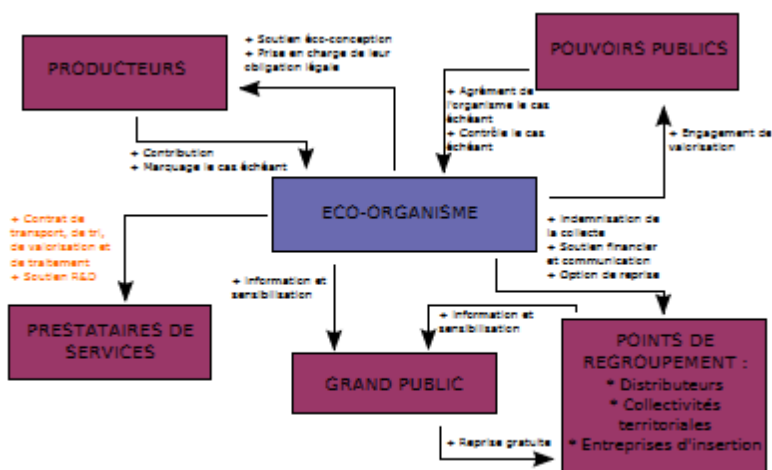 PRODUCTEURS
+ Soutien éco-conception
+ Prise en charge de leur
obligation légale
POUVOIRS PUBLICS
+ Agrément de
l'organisme le cas
échéant
+ Contrôle le cas
échéant
+ Engagement de
valorisation
+ Contribution
+ Marquage le cas échéant
ECO-ORGANISME
+ Contrat de
transport, de tri,
de valorisation et
de traitement
+ Soutien R&D
+ Indemnisation de
la collecte
+ Soutien financier
et communication
+ Option de reprise
+ Information et
sensibilisation
+ Information et
sensibilisation
PRESTATAIRES DE
SERVICES
GRAND PUBLIC
POINTS DE
REGROUPEMENT :
* Distributeurs
* Collectivités
territoriales
* Entreprises d'insertion
+ Reprise gratuite